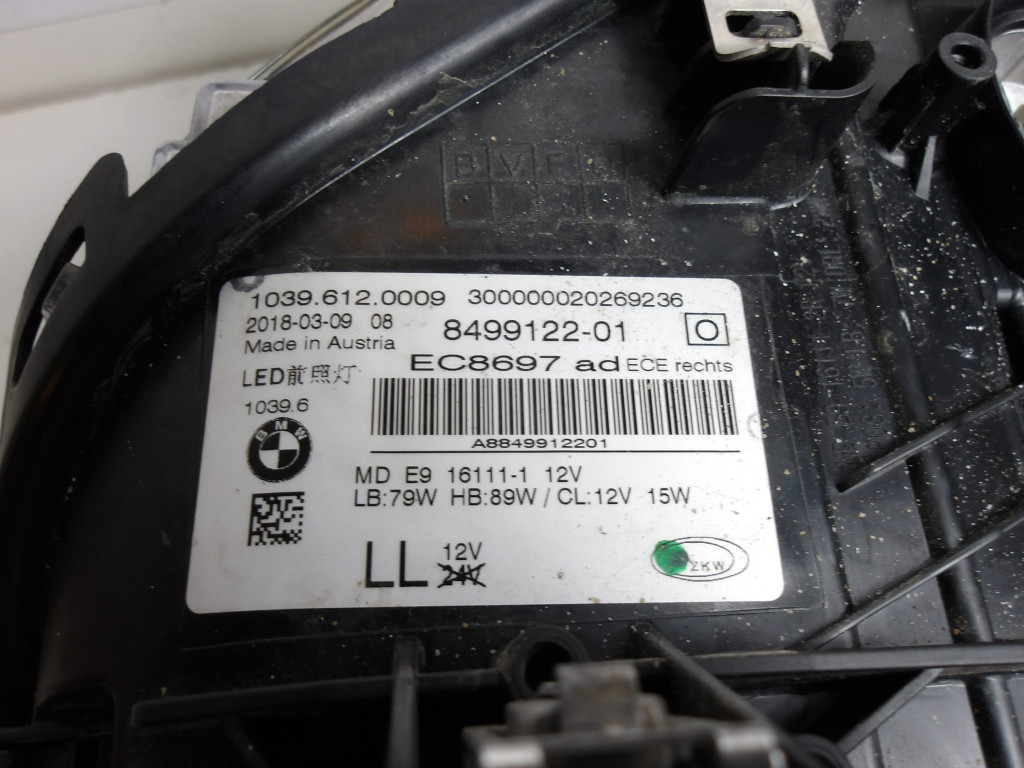 1039.612.0009 300000020269236
2018-03-09 08 8499122-01 O
Made in Austria
EC8697 ad ECE rechts
LED前照灯
1039.6
BMW
A8849912201
MD E9 16111-1 12V
LB:79W HB:89W / CL:12V 15W
LL 12V
24V
ZKW